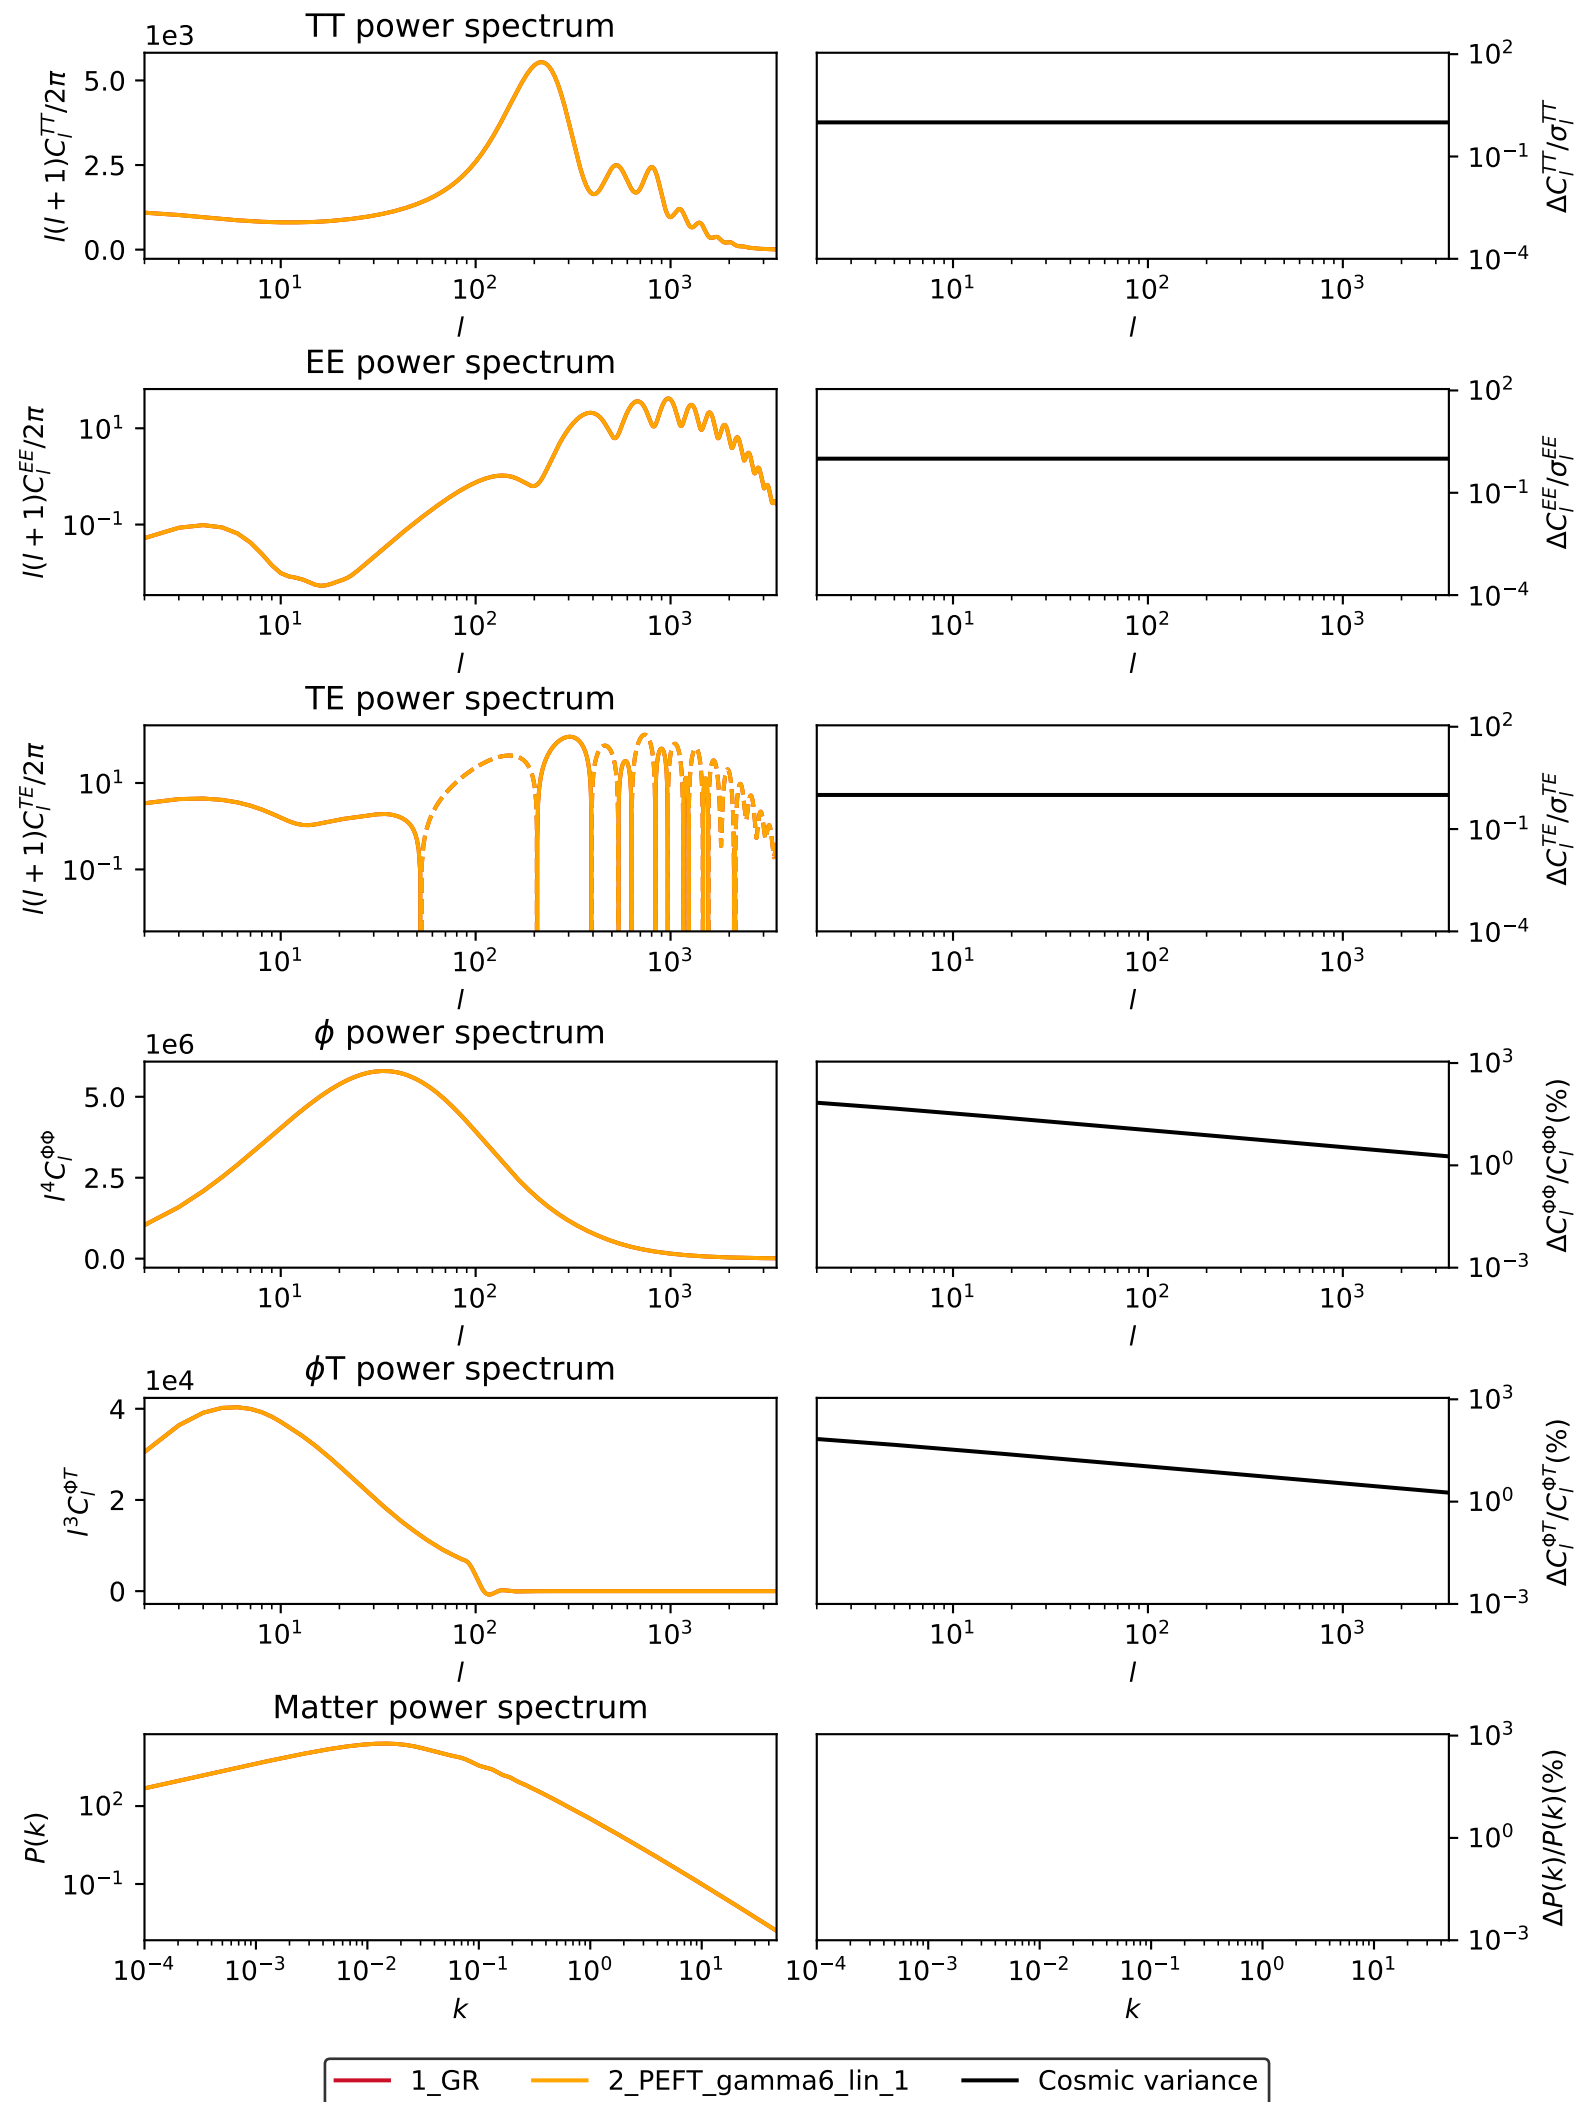 TT power spectrum
1e3
5.0
2.5
0.0
l(l + 1)C_l^{TT}/2π
10^1 10^2 10^3
l
10^2
10^{-1}
10^{-4}
ΔC_l^{TT}/σ_l^{TT}
10^1 10^2 10^3
l
EE power spectrum
10^1
10^{-1}
l(l + 1)C_l^{EE}/2π
10^1 10^2 10^3
l
10^2
10^{-1}
10^{-4}
ΔC_l^{EE}/σ_l^{EE}
10^1 10^2 10^3
l
TE power spectrum
10^1
10^{-1}
l(l + 1)C_l^{TE}/2π
10^1 10^2 10^3
l
10^2
10^{-1}
10^{-4}
ΔC_l^{TE}/σ_l^{TE}
10^1 10^2 10^3
l
ϕ power spectrum
1e6
5.0
2.5
0.0
l^4C_l^{ΦΦ}
10^1 10^2 10^3
l
10^3
10^0
10^{-3}
ΔC_l^{ΦΦ}/C_l^{ΦΦ}(%)
10^1 10^2 10^3
l
ϕT power spectrum
1e4
4
2
0
l^3C_l^{ΦT}
10^1 10^2 10^3
l
10^3
10^0
10^{-3}
ΔC_l^{ΦT}/C_l^{ΦT}(%)
10^1 10^2 10^3
l
Matter power spectrum
10^2
10^{-1}
P(k)
10^{-4} 10^{-3} 10^{-2} 10^{-1} 10^0 10^1
k
10^3
10^0
10^{-3}
ΔP(k)/P(k)(%)
10^{-4} 10^{-3} 10^{-2} 10^{-1} 10^0 10^1
k
1_GR 2_PEFT_gamma6_lin_1 Cosmic variance